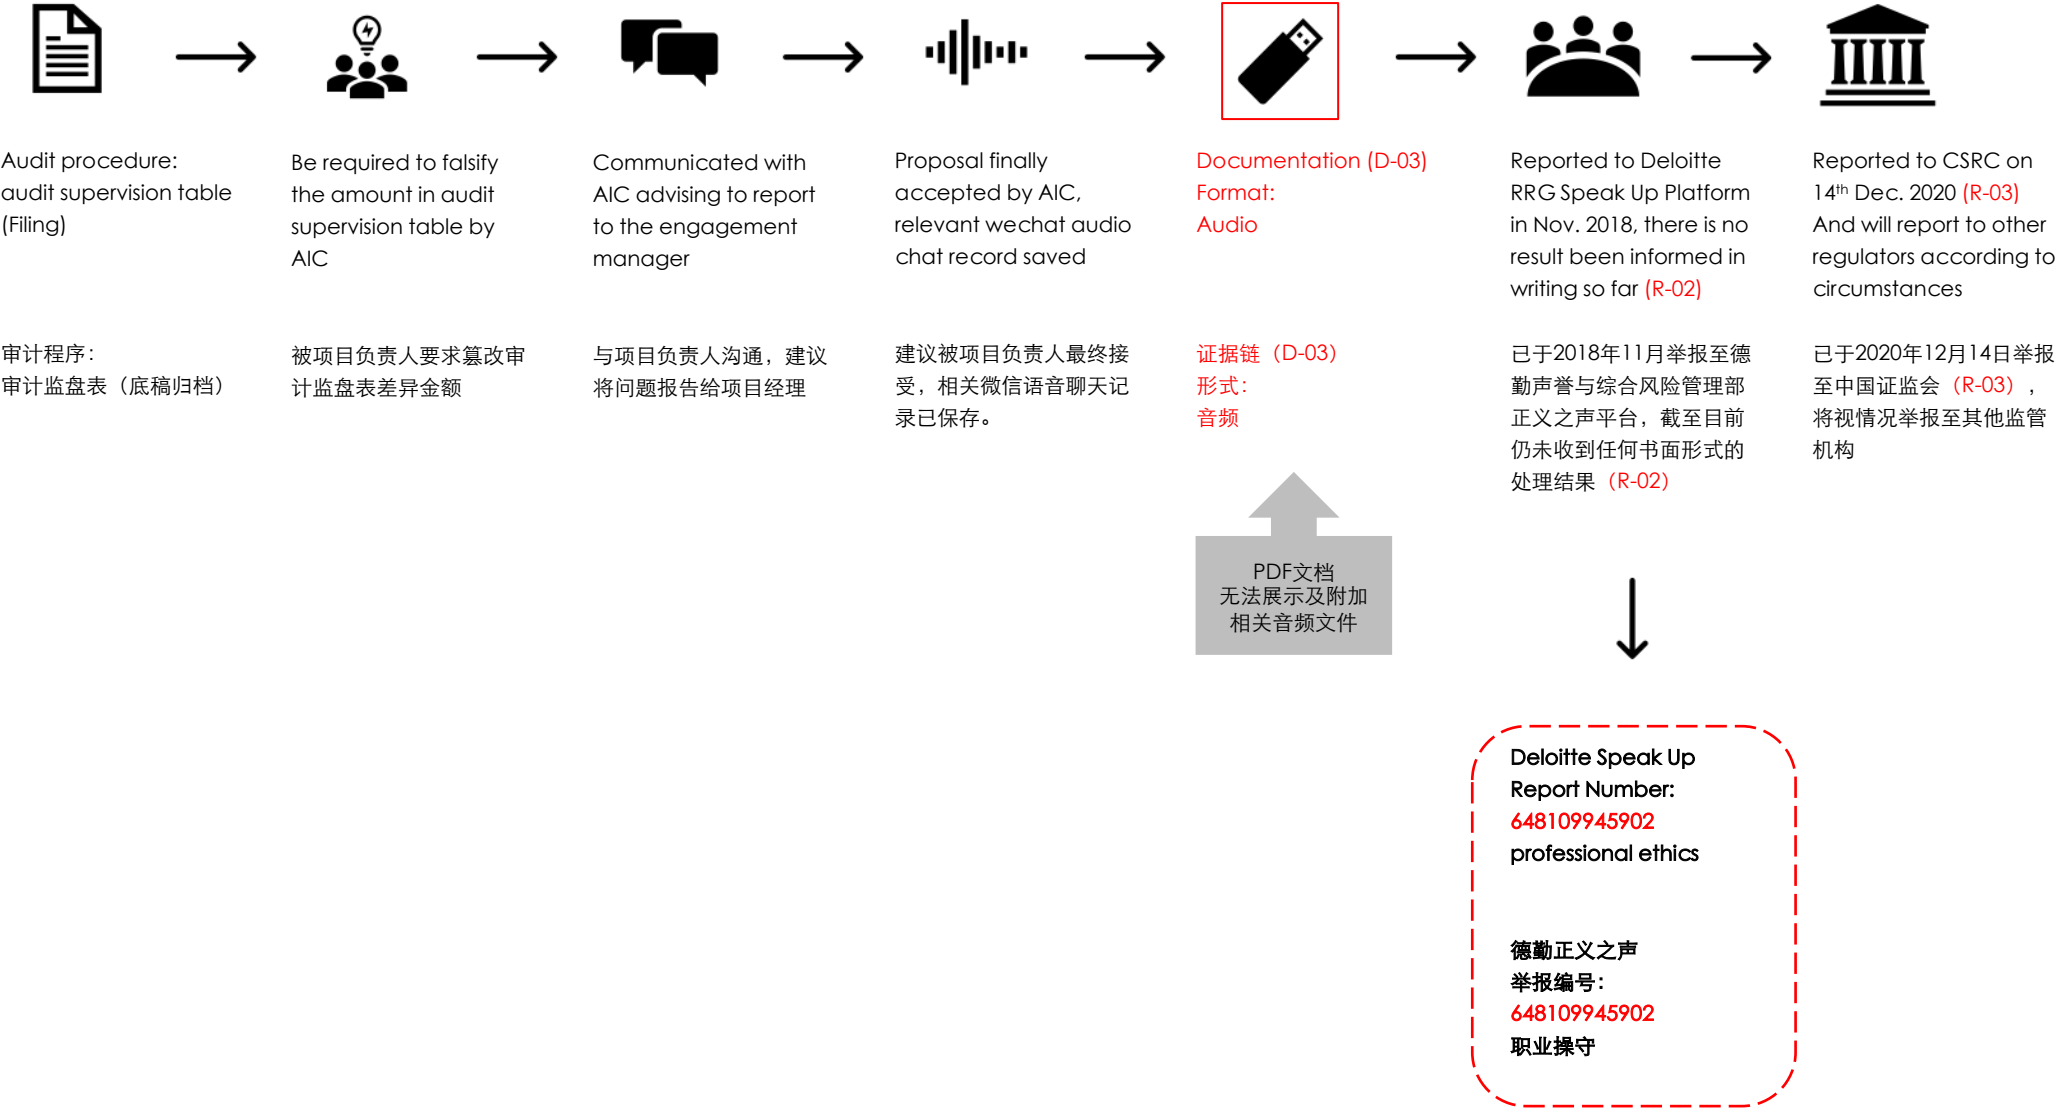 Audit procedure:
audit supervision table
(Filing)
Be required to falsify
the amount in audit
supervision table by
AIC
Communicated with
AIC advising to report
to the engagement
manager
Proposal finally
accepted by AIC,
relevant wechat audio
chat record saved
Documentation (D-03)
Format:
Audio
Reported to Deloitte
RRG Speak Up Platform
in Nov. 2018, there is no
result been informed in
writing so far (R-02)
Reported to CSRC on
14th Dec. 2020 (R-03)
And will report to other
regulators according to
circumstances
审计程序：
审计监盘表（底稿归档）
被项目负责人要求篡改审
计监盘表差异金额
与项目负责人沟通，建议
将问题报告给项目经理
建议被项目负责人最终接
受，相关微信语音聊天记
录已保存。
证据链（D-03）
形式：
音频
已于2018年11月举报至德
勤声誉与综合风险管理部
正义之声平台，截至目前
仍未收到任何书面形式的
处理结果（R-02）
已于2020年12月14日举报
至中国证监会（R-03），
将视情况举报至其他监管
机构
PDF文档
无法展示及附加
相关音频文件
Deloitte Speak Up
Report Number:
648109945902
professional ethics
德勤正义之声
举报编号：
648109945902
职业操守